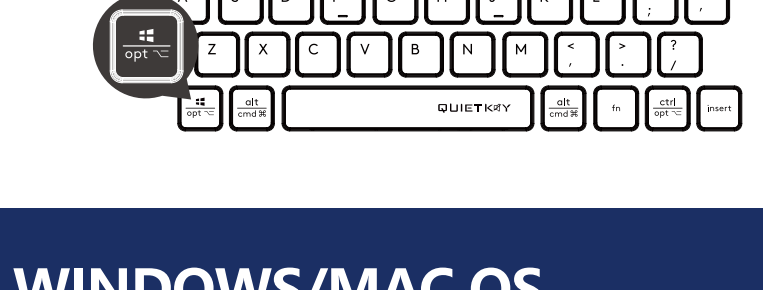 Z X C V B N M < , > . ? /
opt ⌥
opt ⌥ alt cmd ⌘ QUIETKEY alt cmd ⌘ fn ctrl opt ⌥ insert
WINDOWS/MAC OS